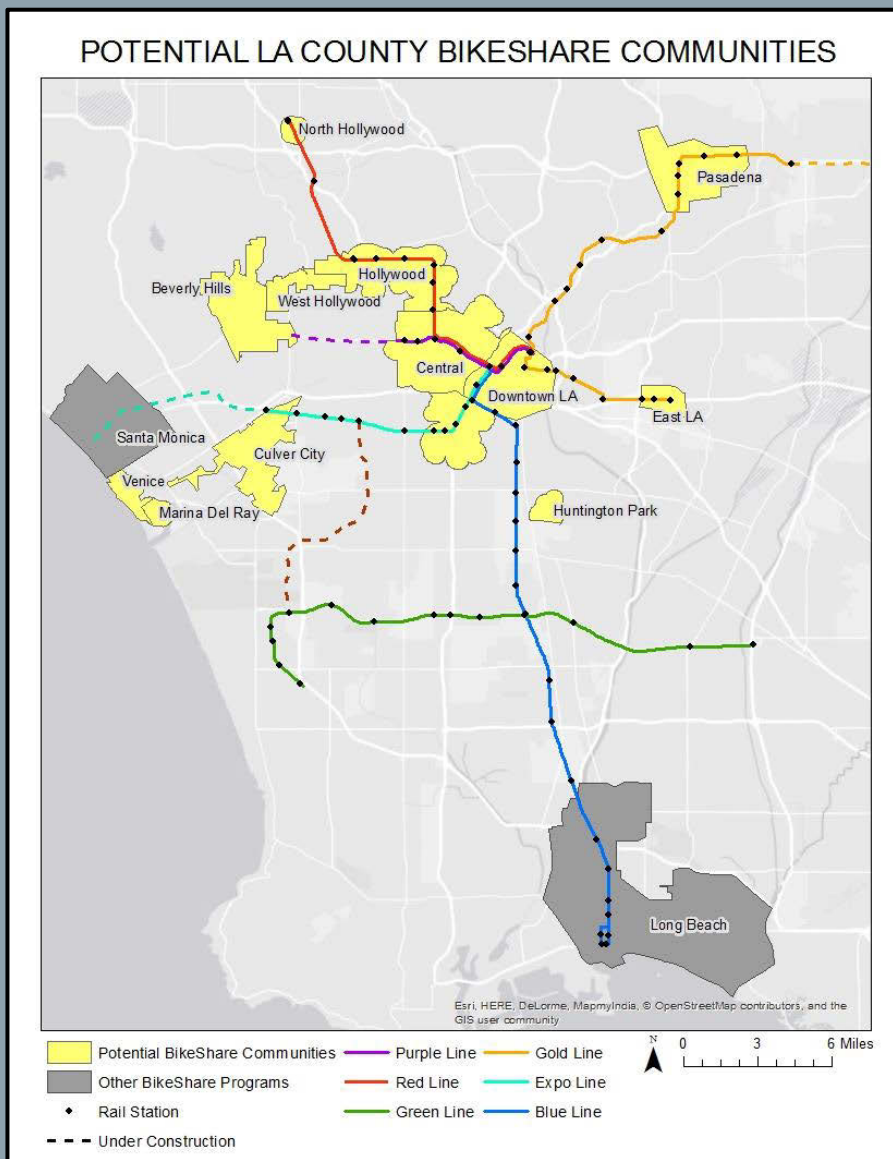 POTENTIAL LA COUNTY BIKESHARE COMMUNITIES
North Hollywood
Pasadena
Hollywood
Beverly Hills
West Hollywood
Central
Downtown LA
East LA
Santa Monica
Culver City
Venice
Marina Del Ray
Huntington Park
Long Beach
Esri, HERE, DeLorme, MapmyIndia, © OpenStreetMap contributors, and the
GIS user community
Potential BikeShare Communities
Other BikeShare Programs
Rail Station
Under Construction
Purple Line
Red Line
Green Line
Gold Line
Expo Line
Blue Line
N
0 3 6 Miles